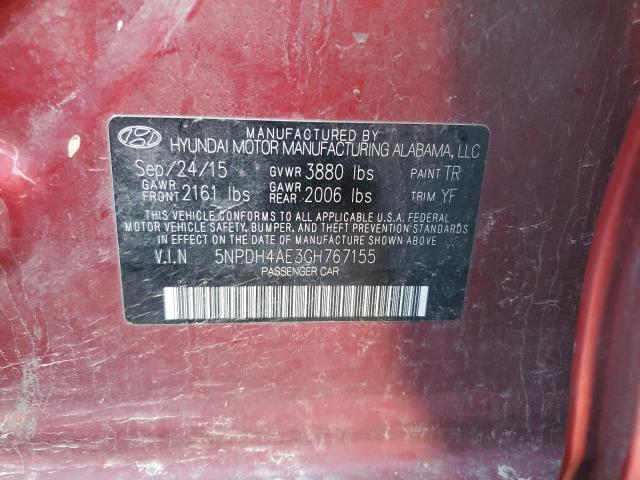 MANUFACTURED BY
HYUNDAI MOTOR MANUFACTURING ALABAMA, LLC
Sep/24/15 GVWR 3880 lbs PAINT TR
GAWR FRONT 2161 lbs GAWR REAR 2006 lbs TRIM YF
THIS VEHICLE CONFORMS TO ALL APPLICABLE U.S.A. FEDERAL
MOTOR VEHICLE SAFETY, BUMPER, AND THEFT PREVENTION STANDARDS
IN EFFECT ON THE DATE OF MANUFACTURE SHOWN ABOVE.
V.I.N 5NPDH4AE3GH767155
PASSENGER CAR